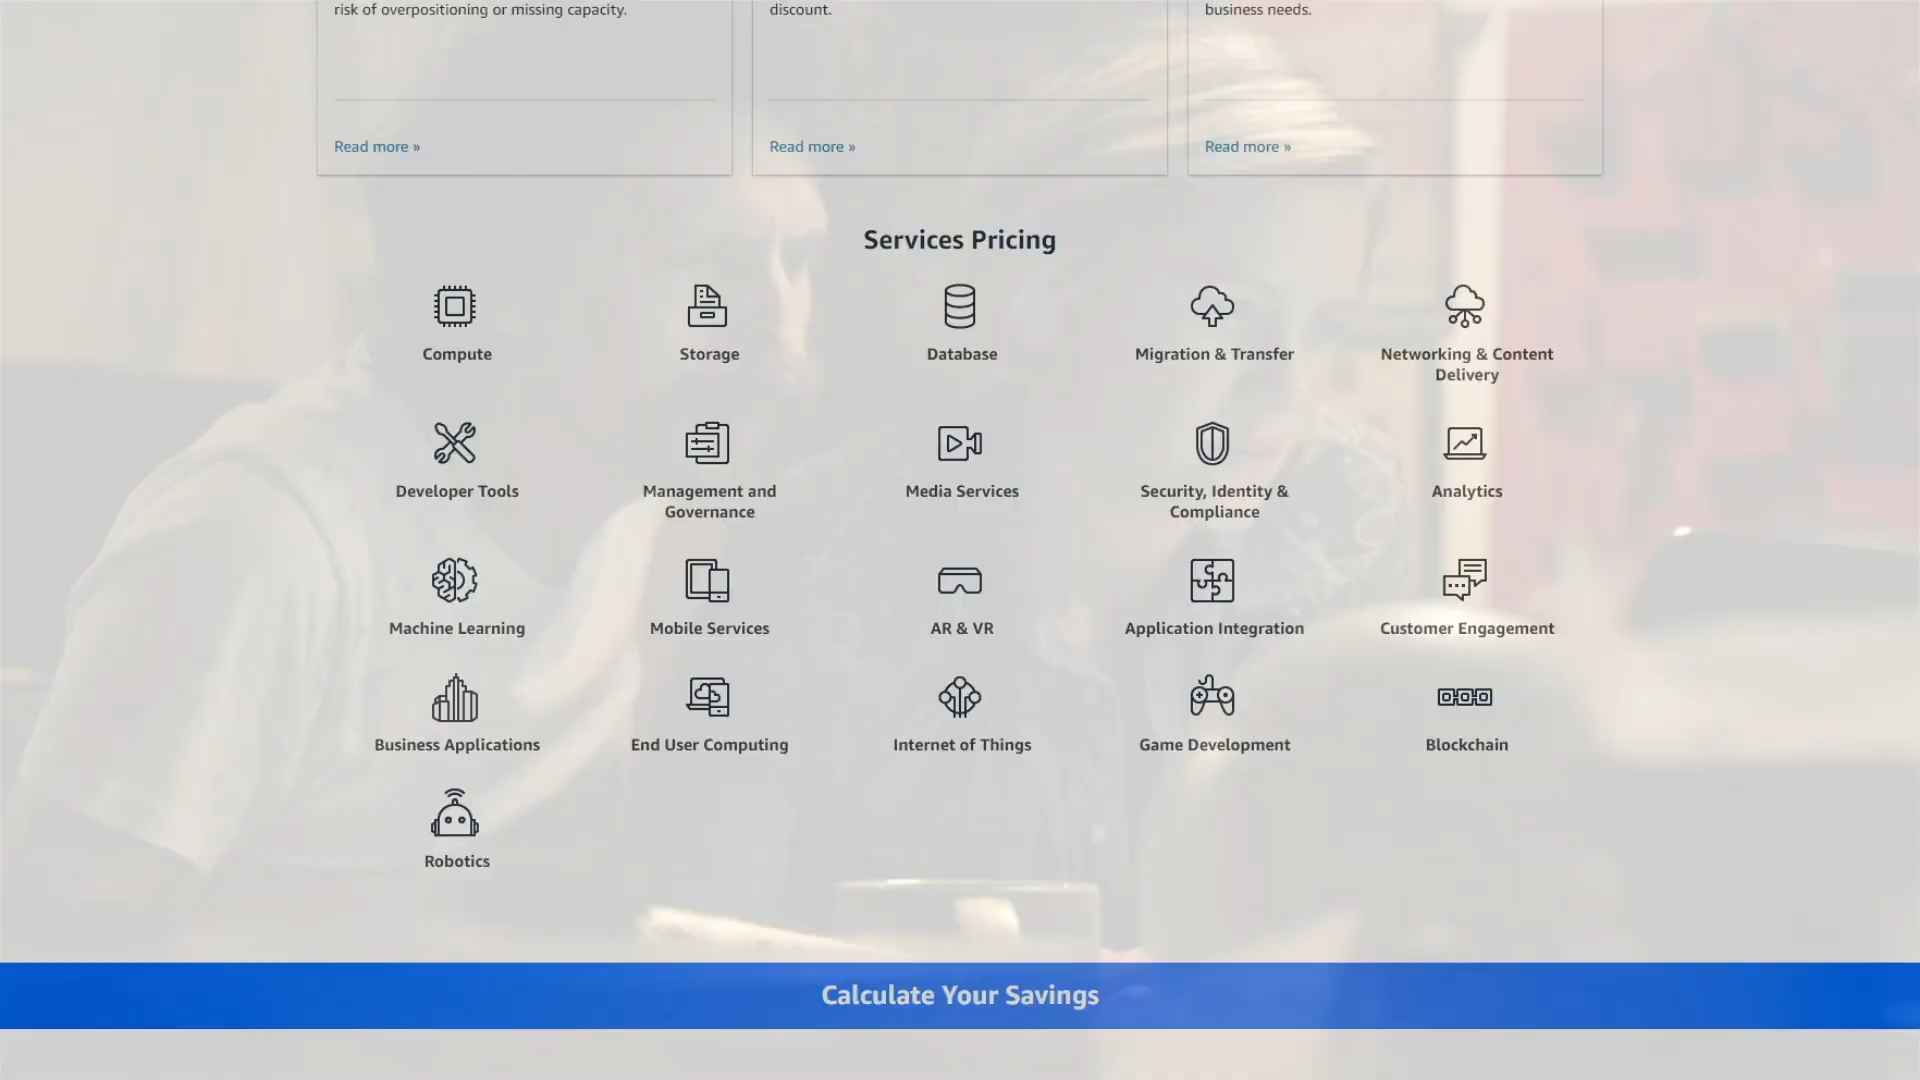 risk of overpositioning or missing capacity.
discount.
business needs.
Read more »
Read more »
Read more »
Services Pricing
Compute
Storage
Database
Migration & Transfer
Networking & Content
Delivery
Developer Tools
Management and
Governance
Media Services
Security, Identity &
Compliance
Analytics
Machine Learning
Mobile Services
AR & VR
Application Integration
Customer Engagement
Business Applications
End User Computing
Internet of Things
Game Development
Blockchain
Robotics
Calculate Your Savings